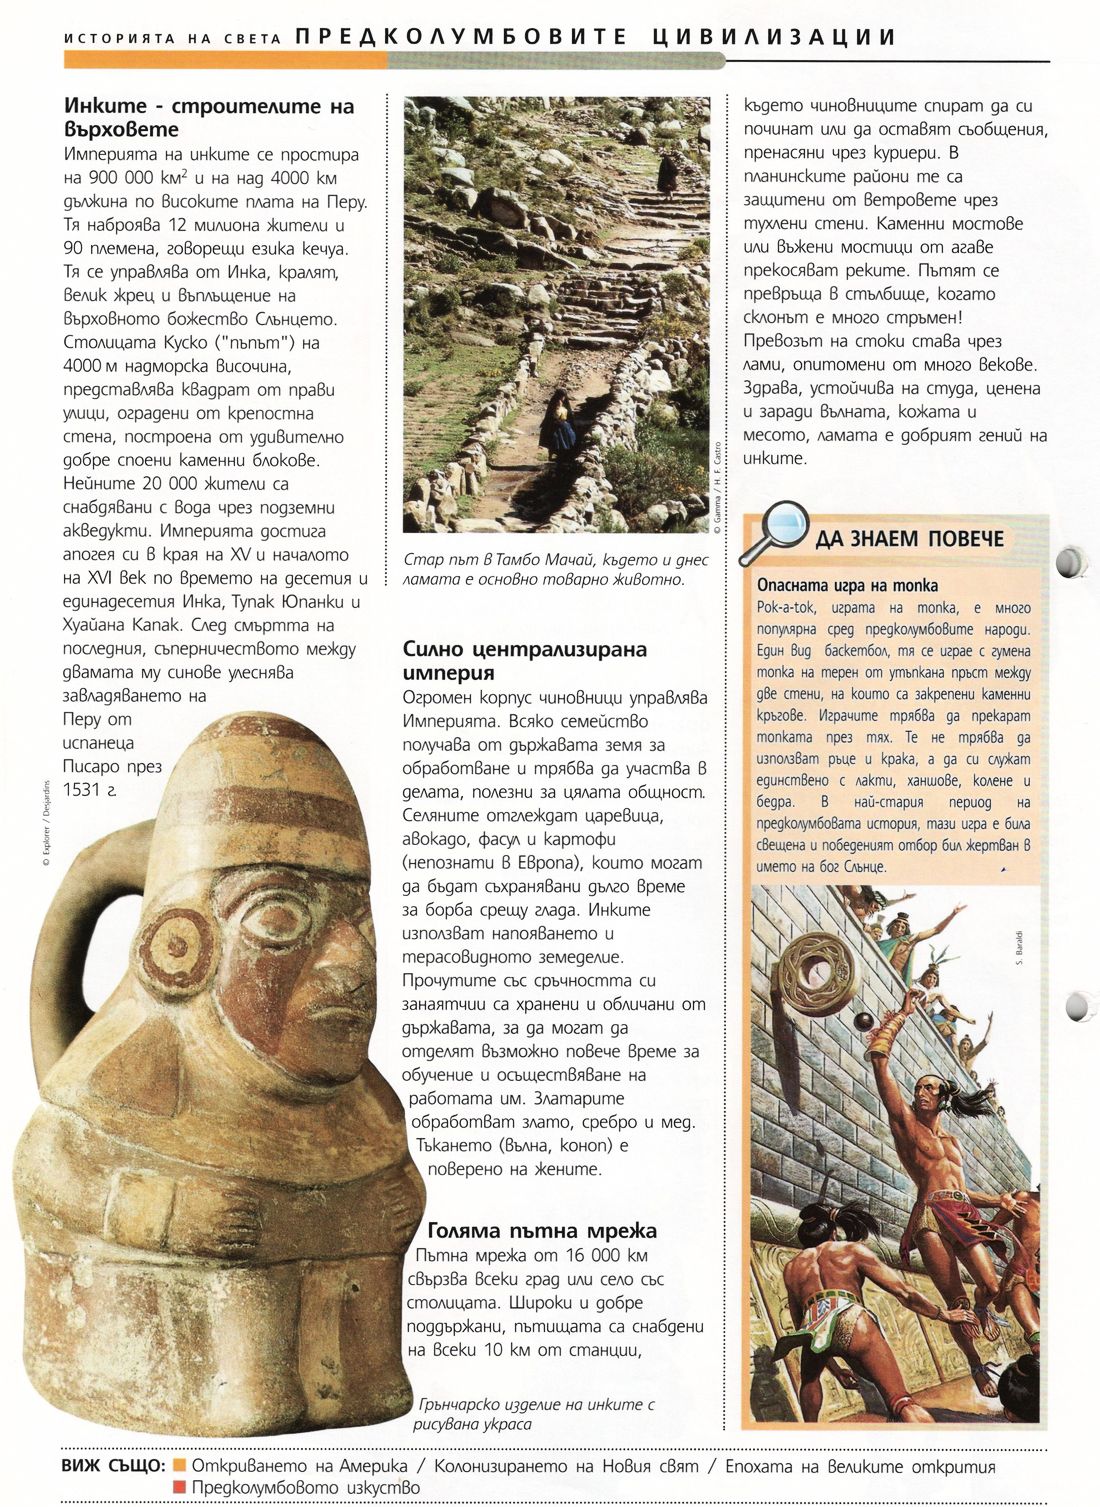 ИСТОРИЯТА НА СВЕТА ПРЕДКОЛУМБОВИТЕ ЦИВИЛИЗАЦИИ
Инките - строителите на
върховете
Империята на инките се простира
на 900 000 км² и на над 4000 км
дължина по високите плата на Перу.
Тя наброява 12 милиона жители и
90 племена, говорещи езика кечуа.
Тя се управлява от Инка, кралят,
велик жрец и въплъщение на
върховното божество Слънцето.
Столицата Куско ("пъпът") на
4000 м надморска височина,
представлява квадрат от прави
улици, оградени от крепостна
стена, построена от удивително
добре споени каменни блокове.
Нейните 20 000 жители са
снабдявани с вода чрез подземни
акведукти. Империята достига
апогея си в края на XV и началото
на XVI век по времето на десетия и
единадесетия Инка, Тупак Юпанки и
Хуайана Капак. След смъртта на
последния, съперничеството между
двамата му синове улеснява
завладяването на
Перу от
испанеца
Писаро през
1531 г.
© Explorer / Desjardins
© Gamma / H. F. Castro
Стар път в Тамбо Мачай, където и днес
ламата е основно товарно животно.
Силно централизирана
империя
Огромен корпус чиновници управлява
Империята. Всяко семейство
получава от държавата земя за
обработване и трябва да участва в
делата, полезни за цялата общност.
Селяните отглеждат царевица,
авокадо, фасул и картофи
(непознати в Европа), които могат
да бъдат съхранявани дълго време
за борба срещу глада. Инките
използват напояването и
терасовидното земеделие.
Прочутите със сръчността си
занаятчии са хранени и обличани от
държавата, за да могат да
отделят възможно повече време за
обучение и осъществяване на
работата им. Златарите
обработват злато, сребро и мед.
Тъкането (вълна, коноп) е
поверено на жените.
Голяма пътна мрежа
Пътна мрежа от 16 000 км
свързва всеки град или село със
столицата. Широки и добре
поддържани, пътищата са снабдени
на всеки 10 км от станции,
Грънчарско изделие на инките с
рисувана украса
където чиновниците спират да си
починат или да оставят съобщения,
пренасяни чрез куриери. В
планинските райони те са
защитени от ветровете чрез
тухлени стени. Каменни мостове
или въжени мостици от агаве
прекосяват реките. Пътят се
превръща в стълбище, когато
склонът е много стръмен!
Превозът на стоки става чрез
лами, опитомени от много векове.
Здрава, устойчива на студа, ценена
и заради вълната, кожата и
месото, ламата е добрият гений на
инките.
ДА ЗНАЕМ ПОВЕЧЕ
Опасната игра на топка
Pok-a-tok, играта на топка, е много
популярна сред предколумбовите народи.
Един вид баскетбол, тя се играе с гумена
топка на терен от утъпкана пръст между
две стени, на които са закрепени каменни
кръгове. Играчите трябва да прекарат
топката през тях. Те не трябва да
използват ръце и крака, а да си служат
единствено с лакти, ханшове, колене и
бедра. В най-стария период на
предколумбовата история, тази игра е била
свещена и победеният отбор бил жертван в
името на бог Слънце.
S. Baraldi
ВИЖ СЪЩО: Откриването на Америка / Колонизирането на Новия свят / Епохата на великите открития
Предколумбовото изкуство